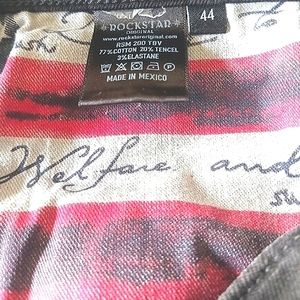 ROCKSTAR
ORIGINAL
www.rockstaroriginal.com
RSM 200 TBV
77%COTTON 20%TENCEL
3%ELASTANE
MADE IN MEXICO
44
Welfare and